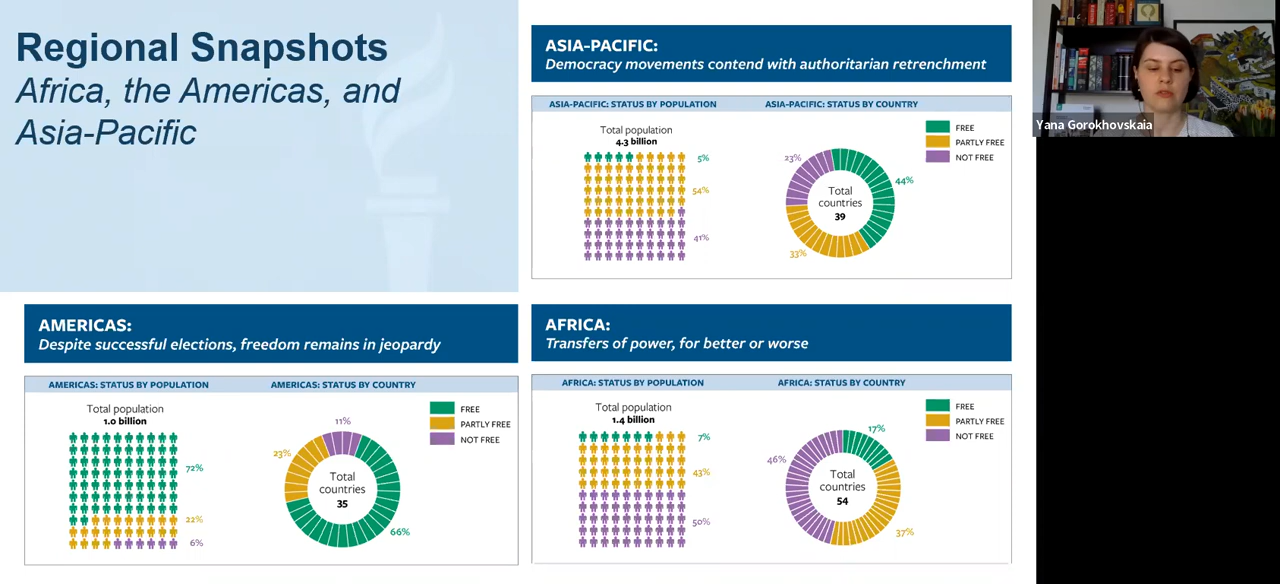 Regional Snapshots
Africa, the Americas, and
Asia-Pacific
ASIA-PACIFIC:
Democracy movements contend with authoritarian retrenchment
ASIA-PACIFIC: STATUS BY POPULATION
ASIA-PACIFIC: STATUS BY COUNTRY
Total population
4.3 billion
5%
54%
41%
23%
44%
33%
Total
countries
39
FREE
PARTLY FREE
NOT FREE
Yana Gorokhovskaia
AMERICAS:
Despite successful elections, freedom remains in jeopardy
AMERICAS: STATUS BY POPULATION
AMERICAS: STATUS BY COUNTRY
Total population
1.0 billion
72%
22%
6%
11%
23%
66%
Total
countries
35
FREE
PARTLY FREE
NOT FREE
AFRICA:
Transfers of power, for better or worse
AFRICA: STATUS BY POPULATION
AFRICA: STATUS BY COUNTRY
Total population
1.4 billion
7%
43%
50%
17%
46%
37%
Total
countries
54
FREE
PARTLY FREE
NOT FREE